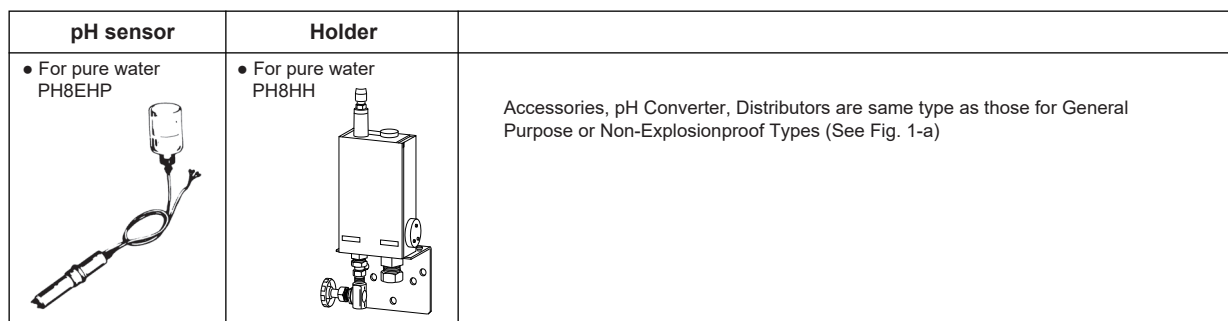 pH sensor
Holder
● For pure water
PH8EHP
● For pure water
PH8HH
Accessories, pH Converter, Distributors are same type as those for General
Purpose or Non-Explosionproof Types (See Fig. 1-a)